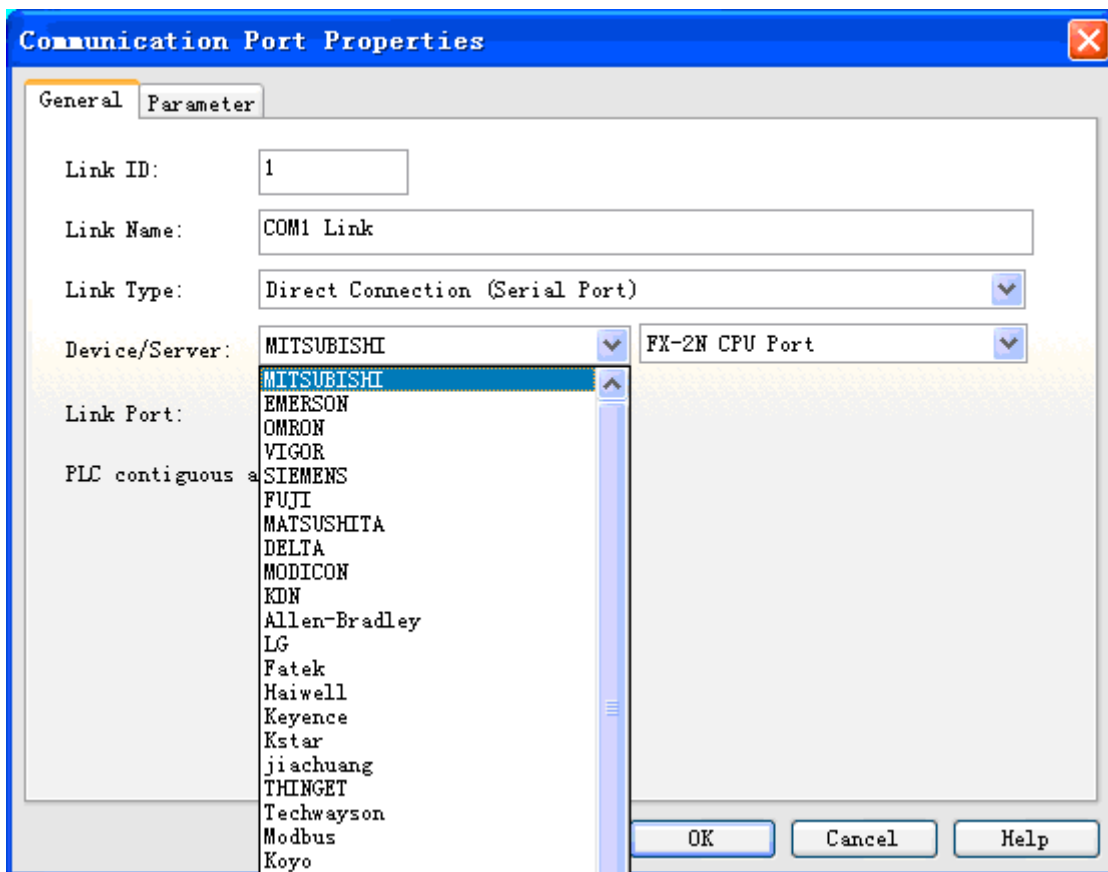 Communication Port Properties
General Parameter
Link ID: 1
Link Name: COM1 Link
Link Type: Direct Connection (Serial Port)
Device/Server: MITSUBISHI FX-2N CPU Port
MITSUBISHI
EMERSON
OMRON
Link Port:
VIGOR
PLC contiguous a
SIEMENS
FUJI
MATSUSHITA
DELTA
MODICON
KDN
Allen-Bradley
LG
Fatek
Haiwell
Keyence
Kstar
jiachuang
THINGET
Techwayson
Modbus
Koyo
OK Cancel Help